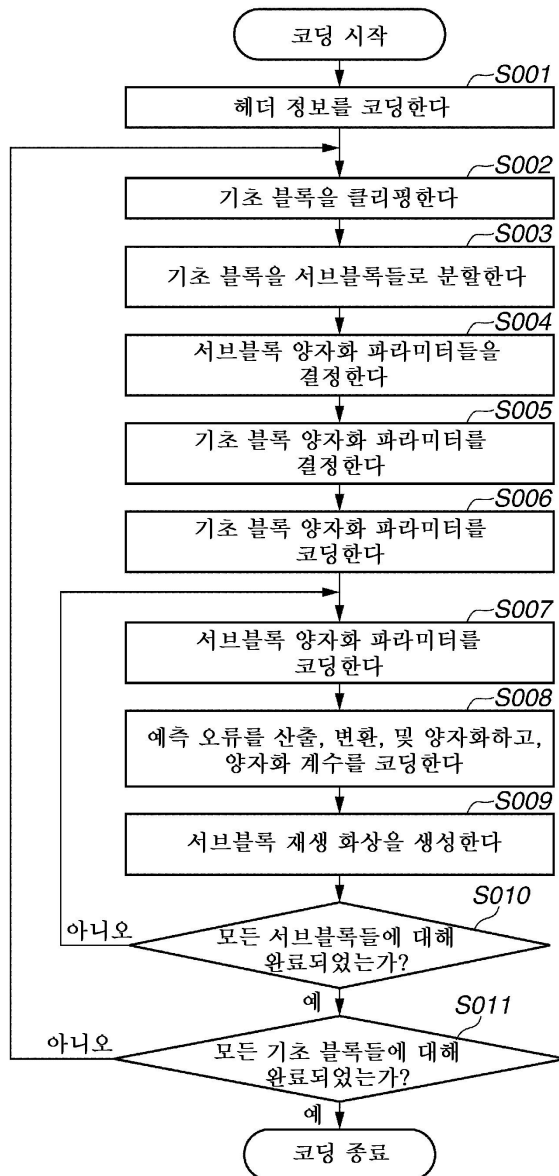 코딩 시작
S001
헤더 정보를 코딩한다
S002
기초 블록을 클리핑한다
S003
기초 블록을 서브블록들로 분할한다
S004
서브블록 양자화 파라미터들을
결정한다
S005
기초 블록 양자화 파라미터를
결정한다
S006
기초 블록 양자화 파라미터를
코딩한다
S007
서브블록 양자화 파라미터를
코딩한다
S008
예측 오류를 산출, 변환, 및 양자화하고,
양자화 계수를 코딩한다
S009
서브블록 재생 화상을 생성한다
S010
아니오
모든 서브블록들에 대해
완료되었는가?
예
S011
아니오
모든 기초 블록들에 대해
완료되었는가?
예
코딩 종료